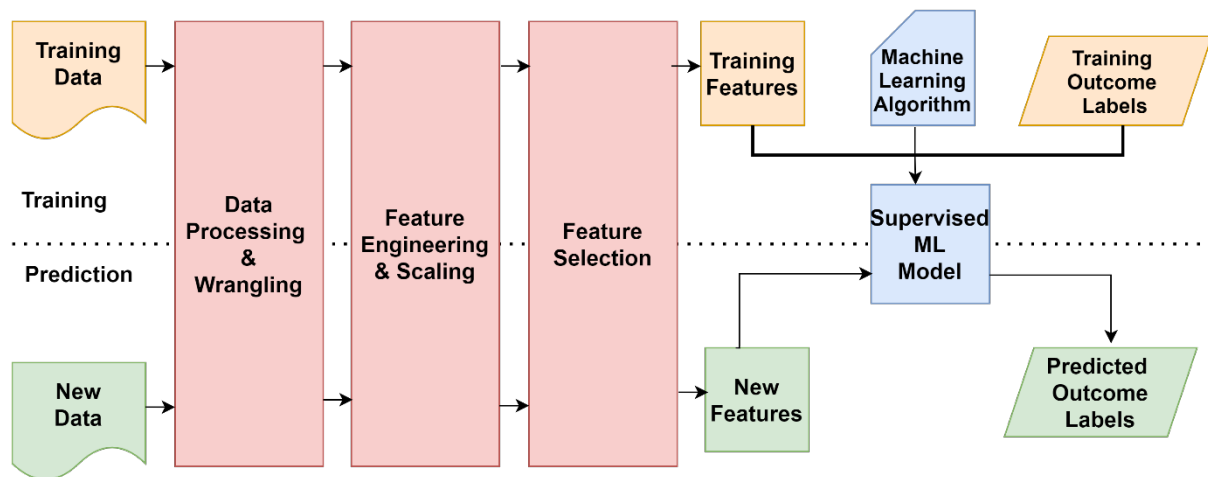 Training
Data
Data
Processing
&
Wrangling
Feature
Engineering
& Scaling
Feature
Selection
Training
Features
Machine
Learning
Algorithm
Training
Outcome
Labels
Training
Prediction
Supervised
ML
Model
New
Data
New
Features
Predicted
Outcome
Labels